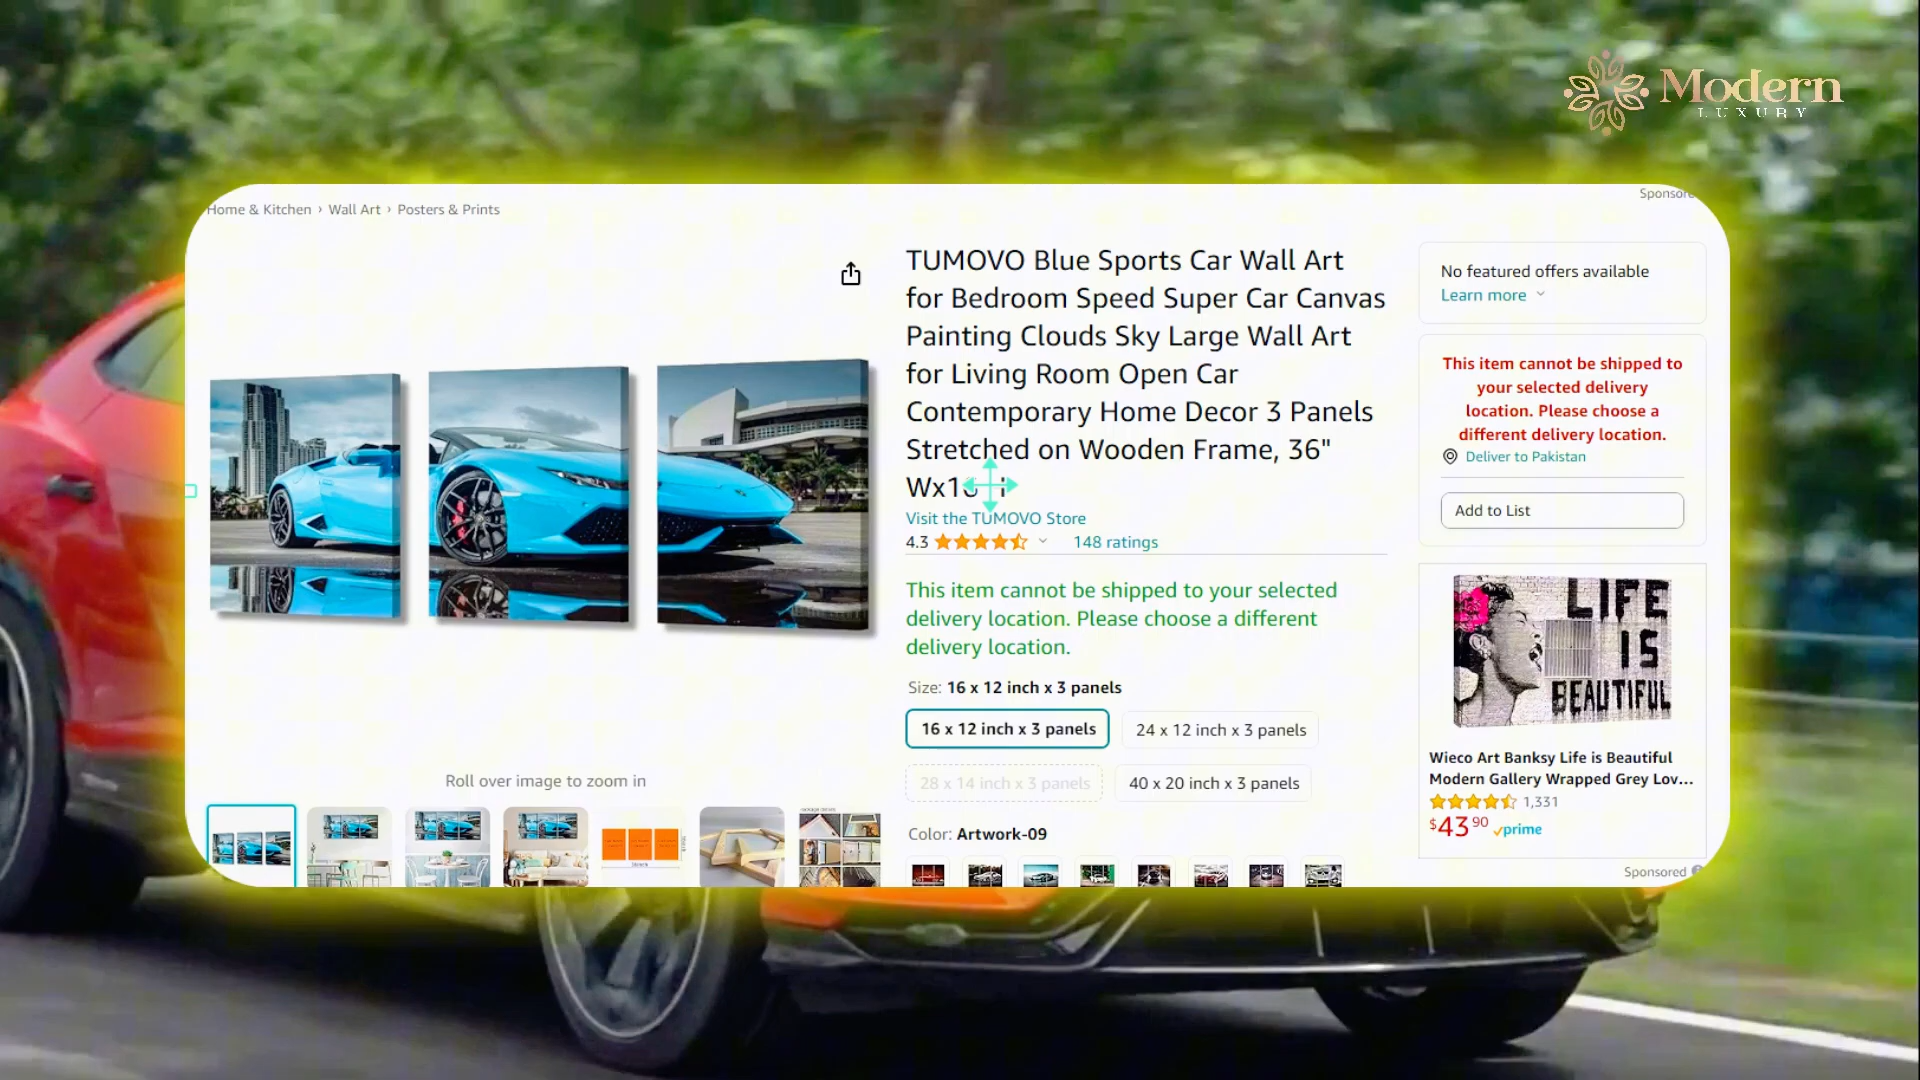 Modern
LUXURY
Home & Kitchen › Wall Art › Posters & Prints
TUMOVO Blue Sports Car Wall Art
for Bedroom Speed Super Car Canvas
Painting Clouds Sky Large Wall Art
for Living Room Open Car
Contemporary Home Decor 3 Panels
Stretched on Wooden Frame, 36"
Visit the TUMOVO Store
4.3
148 ratings
This item cannot be shipped to your selected
delivery location. Please choose a different
delivery location.
Size: 16 x 12 inch x 3 panels
16 x 12 inch x 3 panels
24 x 12 inch x 3 panels
28 x 14 inch x 3 panels
40 x 20 inch x 3 panels
Color: Artwork-09
Roll over image to zoom in
No featured offers available
Learn more
This item cannot be shipped to
your selected delivery
location. Please choose a
different delivery location.
Deliver to Pakistan
Add to List
LIFE
IS
BEAUTIFUL
Wieco Art Banksy Life is Beautiful
Modern Gallery Wrapped Grey Lov...
1,331
$43 90 prime
Sponsored